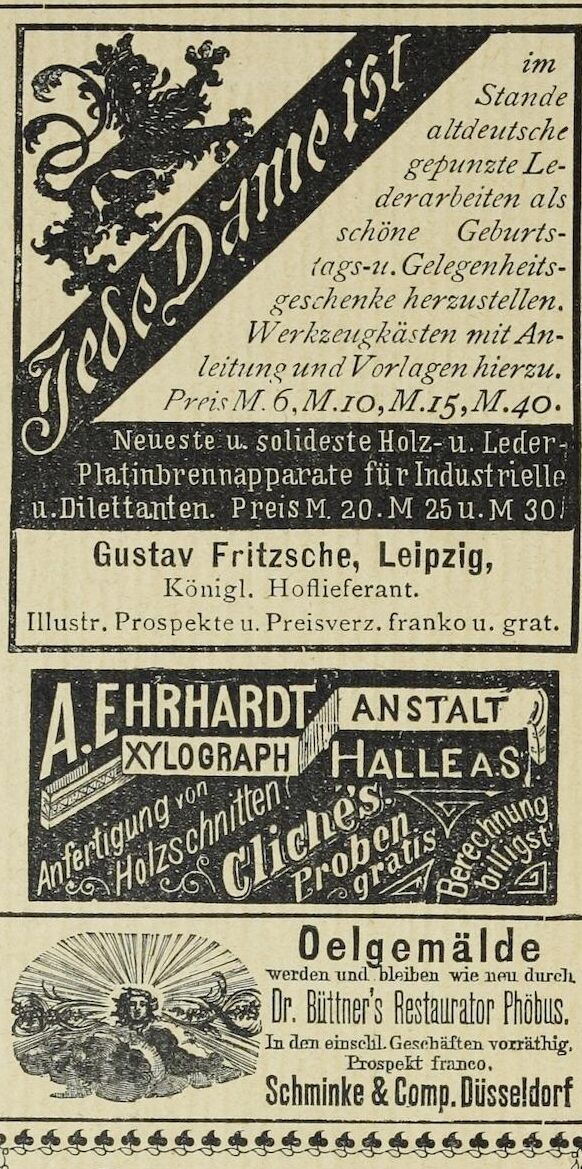 Jede Dame ist
im
Stande
altdeutsche
gepunzte Le-
derarbeiten als
schöne Geburts-
tags-u. Gelegenheits-
geschenke herzustellen.
Werkzeugkästen mit An-
leitung und Vorlagen hierzu.
Preis M. 6, M. 10, M. 15, M. 40.
Neueste u. solideste Holz- u. Leder-
Platinbrennapparate für Industrielle
u. Dilettanten. Preis M. 20. M 25 u. M 30.
Gustav Fritzsche, Leipzig,
Königl. Hoflieferant.
Illustr. Prospekte u. Preisverz. franko u. grat.
A. EHRHARDT
XYLOGRAPH
ANSTALT
HALLE A.S.
Anfertigung von
Holzschnitten
Clichés.
Proben
gratis
Berechnung
billigst
Oelgemälde
werden und bleiben wie neu durch
Dr. Büttner's Restaurator Phöbus.
In den einschl. Geschäften vorräthig.
Prospekt franco.
Schminke & Comp. Düsseldorf